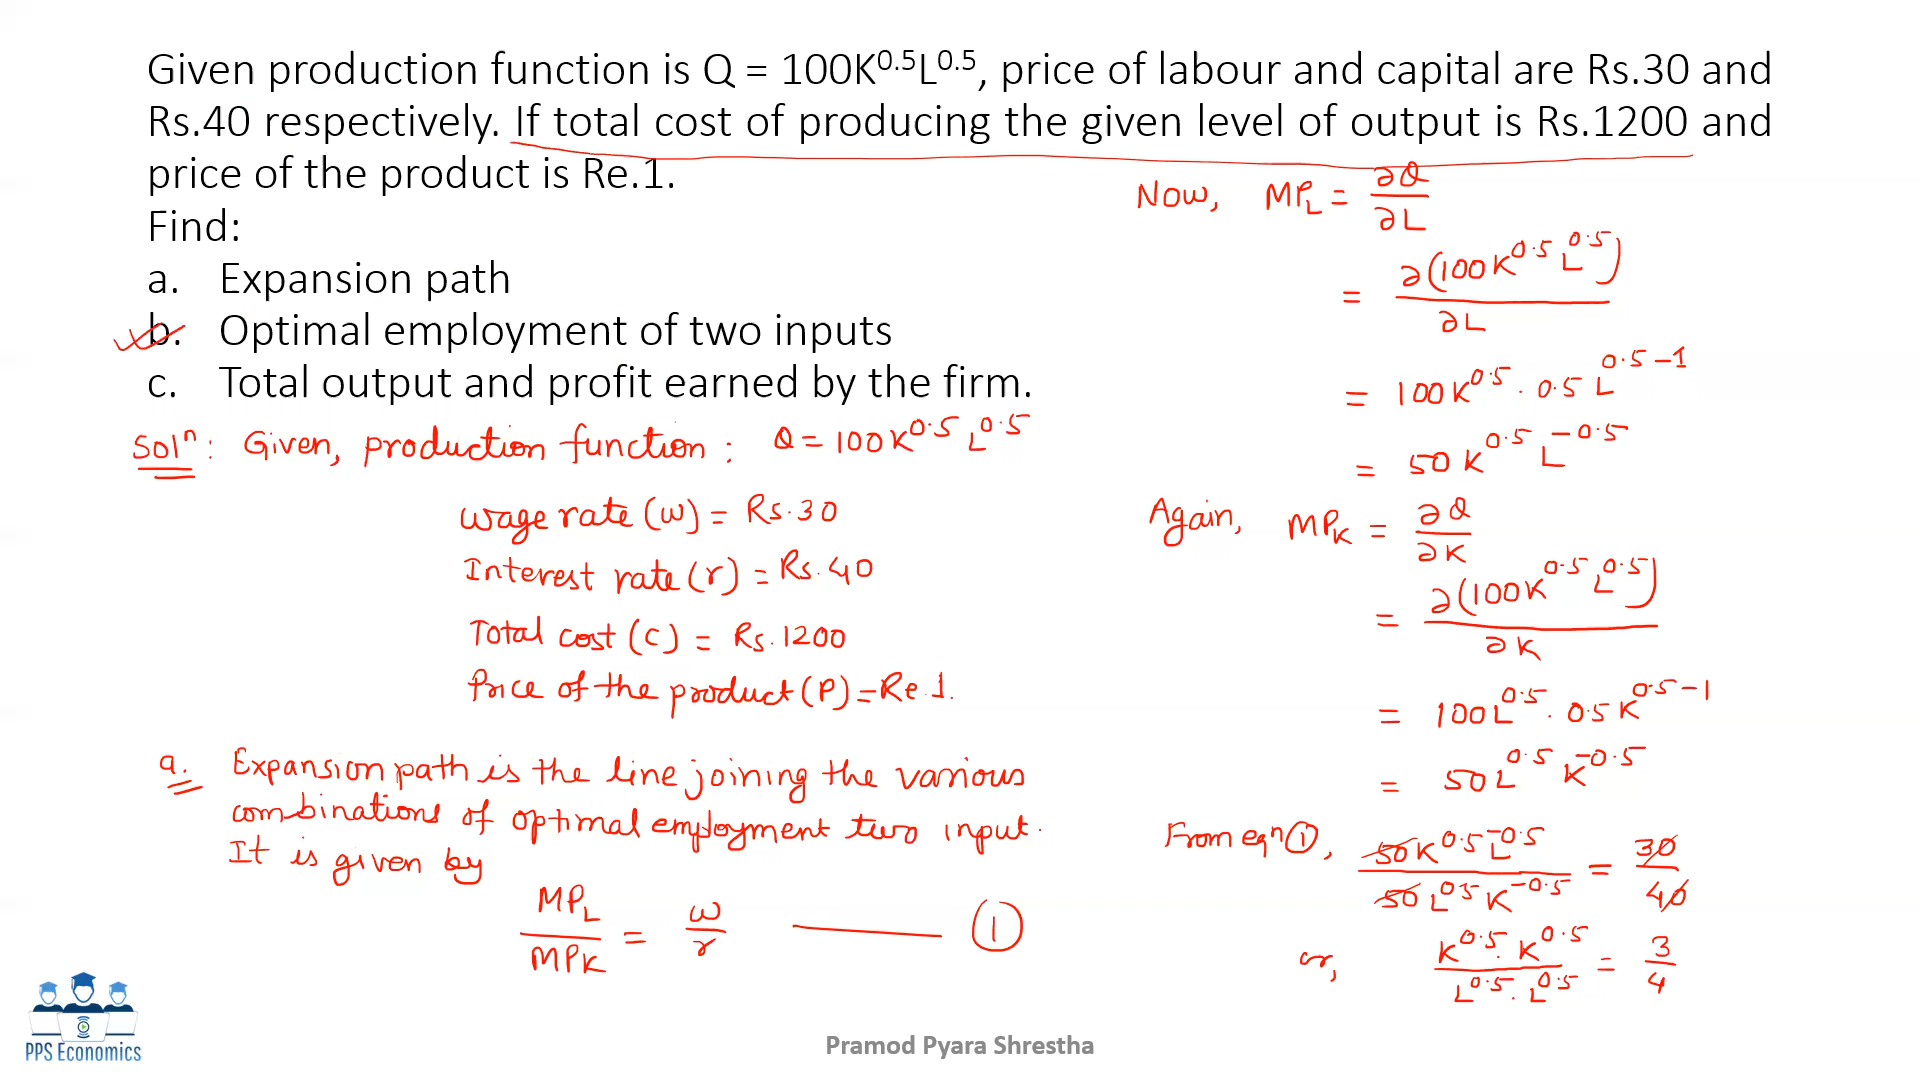 Given production function is Q = 100K^0.5L^0.5, price of labour and capital are Rs.30 and
Rs.40 respectively. If total cost of producing the given level of output is Rs.1200 and
price of the product is Re.1.
Find:
a. Expansion path
b. Optimal employment of two inputs
c. Total output and profit earned by the firm.
Solⁿ: Given, production function: Q = 100K^0.5 L^0.5
wage rate (w) = Rs.30
Interest rate (r) = Rs.40
Total cost (c) = Rs.1200
Price of the product (P) = Re.1.
a. Expansion path is the line joining the various
combinations of optimal employment two input.
It is given by
MP_L / MP_K = w / r ——— ①
Now, MP_L = ∂Q / ∂L
= ∂(100K^0.5 L^0.5) / ∂L
= 100K^0.5 . 0.5 L^0.5-1
= 50 K^0.5 L^-0.5
Again, MP_K = ∂Q / ∂K
= ∂(100K^0.5 L^0.5) / ∂K
= 100L^0.5 . 0.5 K^0.5-1
= 50L^0.5 K^-0.5
From eqⁿ ①, 50K^0.5 L^-0.5 / 50L^0.5 K^-0.5 = 30 / 40
or, K^0.5 . K^0.5 / L^0.5 . L^0.5 = 3 / 4
PPS Economics
Pramod Pyara Shrestha